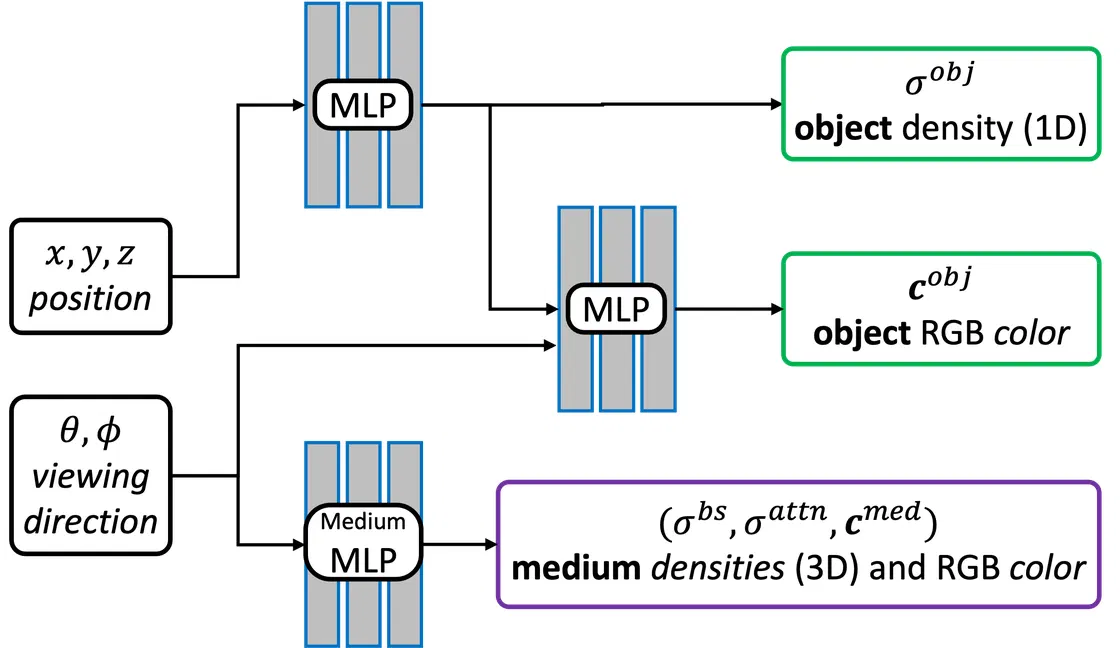 MLP
σ^obj
object density (1D)
x, y, z
position
MLP
c^obj
object RGB color
θ, ϕ
viewing
direction
Medium
MLP
(σ^bs, σ^attn, c^med)
medium densities (3D) and RGB color